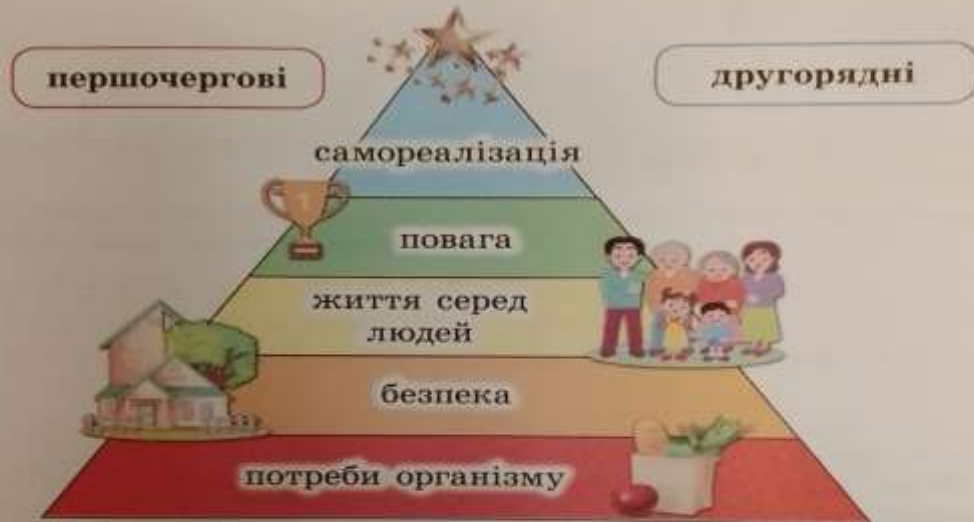 першочергові
другорядні
самореалізація
повага
життя серед
людей
безпека
потреби організму